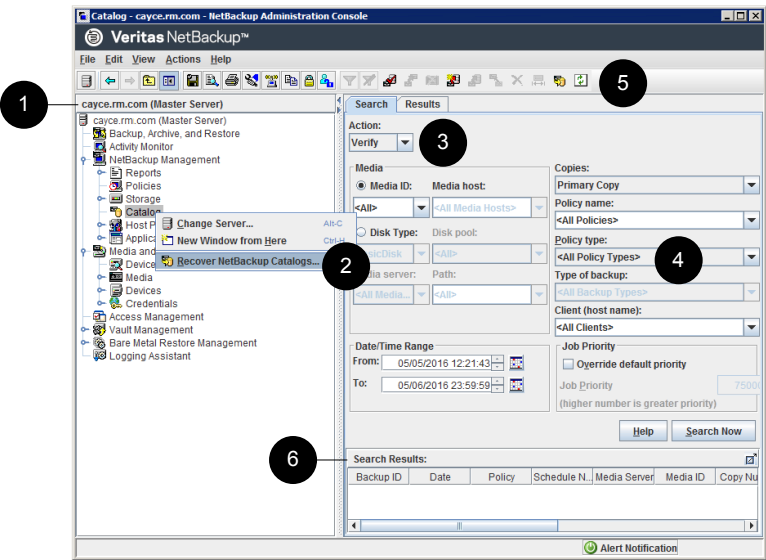 Catalog - cayce.rm.com - NetBackup Administration Console
Veritas NetBackup™
File Edit View Actions Help
1
cayce.rm.com (Master Server)
cayce.rm.com (Master Server)
Backup, Archive, and Restore
Activity Monitor
NetBackup Management
Reports
Policies
Storage
Catalog
Host P
Applica
Media and
Device
Media
Devices
Credentials
Access Management
Vault Management
Bare Metal Restore Management
Logging Assistant
Change Server... Alt-C
New Window from Here Ctrl-H
Recover NetBackup Catalogs...
2
5
Search Results
Action:
Verify
3
Media
Media ID: Media host:
<All> <All Media Hosts>
Disk Type: Disk pool:
<All>
Path:
<All Media... <All>
Copies:
Primary Copy
Policy name:
<All Policies>
Policy type:
<All Policy Types>
4
Type of backup:
<All Backup Types>
Client (host name):
<All Clients>
Date/Time Range
From: 05/05/2016 12:21:43
To: 05/06/2016 23:59:59
Job Priority
Override default priority
Job Priority 7500
(higher number is greater priority)
Help Search Now
6
Search Results:
Backup ID Date Policy Schedule N... Media Server Media ID Copy Nu
Alert Notification